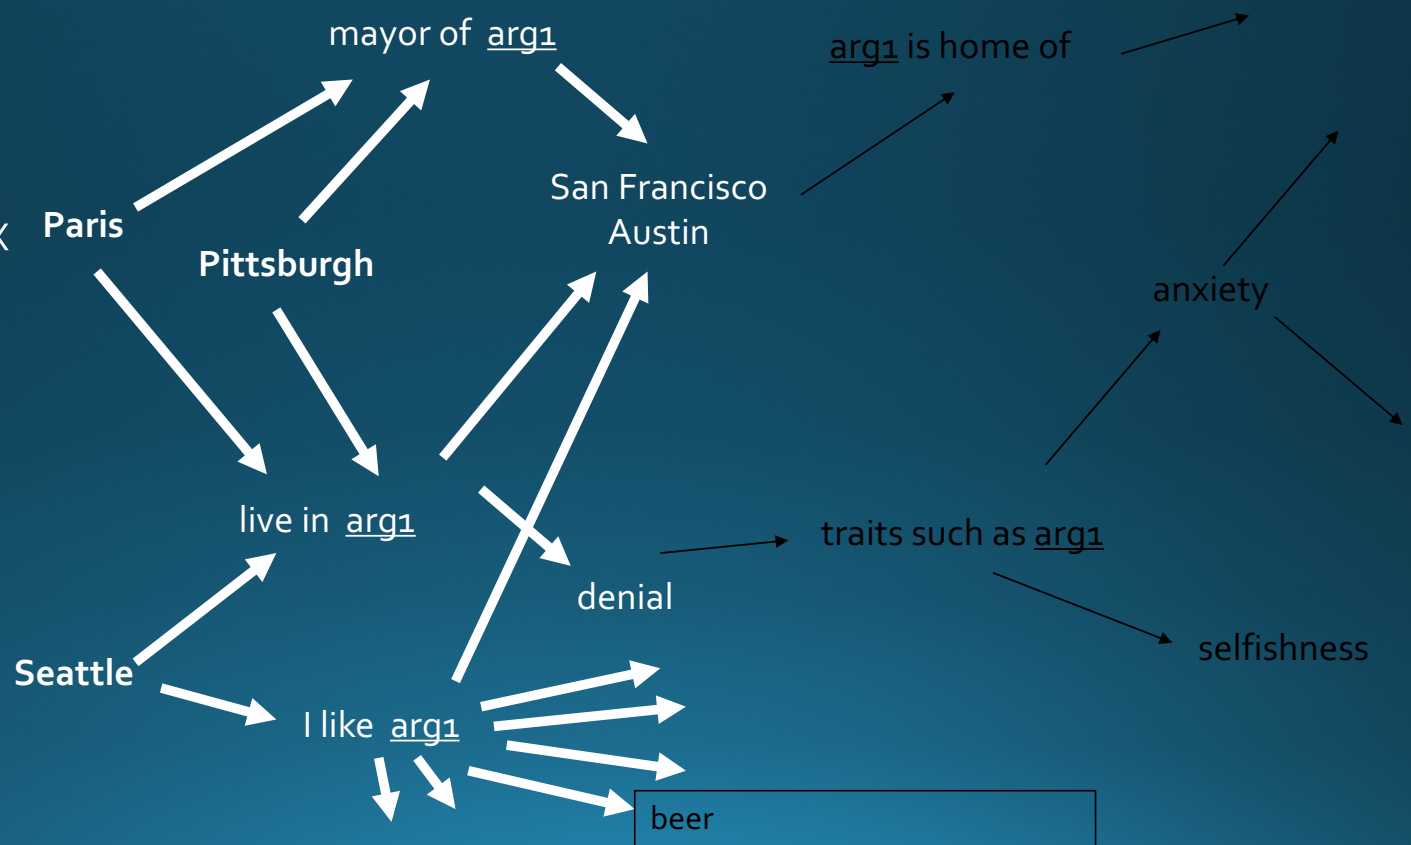 mayor of arg1
arg1 is home of
San Francisco
Austin
Paris
Pittsburgh
anxiety
live in arg1
traits such as arg1
denial
selfishness
Seattle
I like arg1
beer